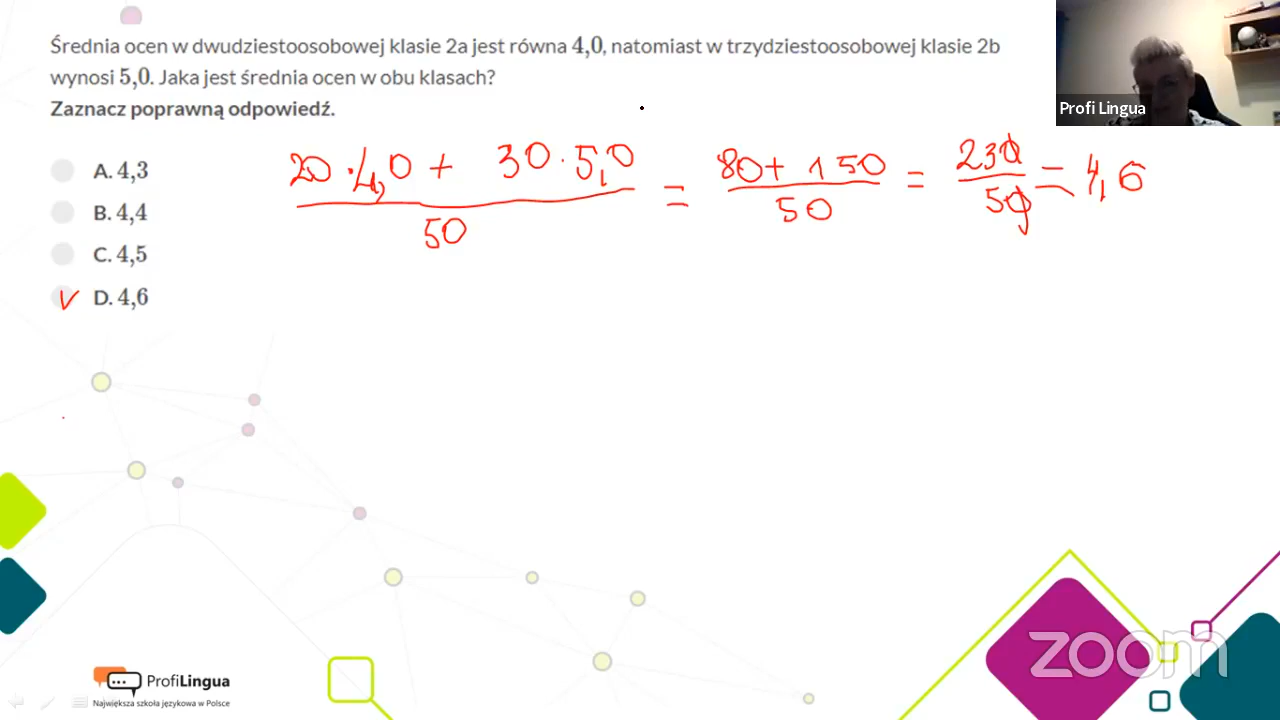 Średnia ocen w dwudziestoosobowej klasie 2a jest równa 4,0, natomiast w trzydziestoosobowej klasie 2b
wynosi 5,0. Jaka jest średnia ocen w obu klasach?
Zaznacz poprawną odpowiedź.
Profi Lingua
A. 4,3
B. 4,4
C. 4,5
V D. 4,6
20 · 4,0 + 30 · 5,0 / 50 = 80 + 150 / 50 = 230 / 50 = 4,6
ProfiLingua
Największa szkoła językowa w Polsce
zoom